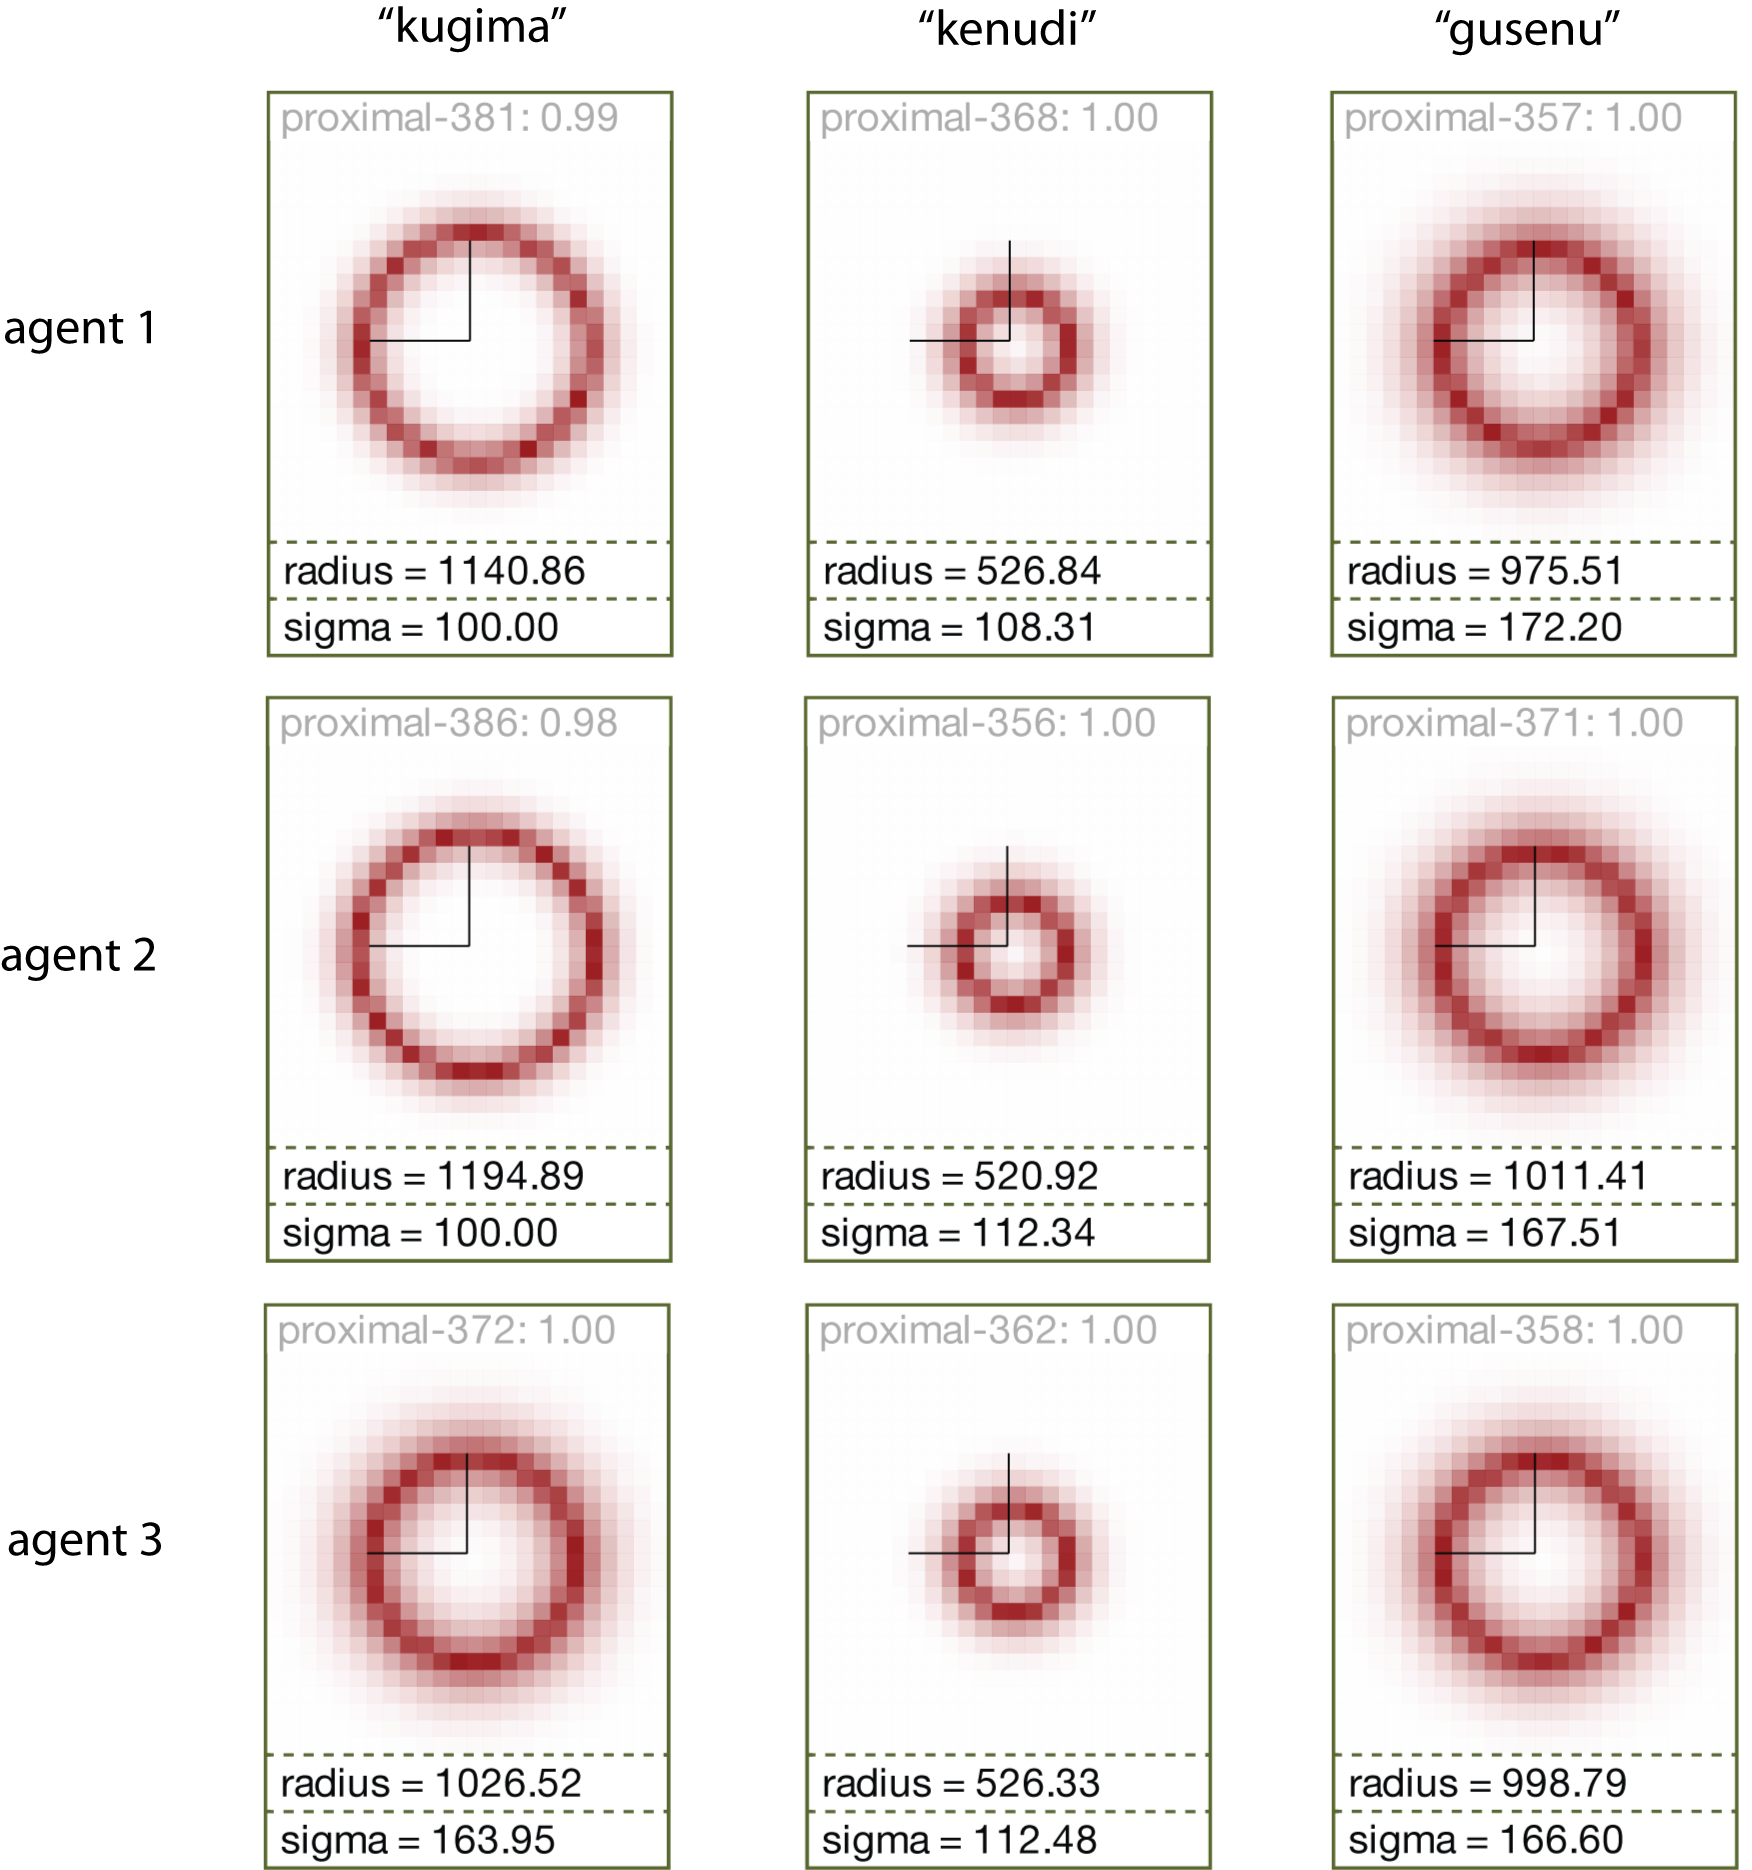 “kugima” “kenudi” “gusenu”
agent 1
proximal-381: 0.99
radius = 1140.86
sigma = 100.00
proximal-368: 1.00
radius = 526.84
sigma = 108.31
proximal-357: 1.00
radius = 975.51
sigma = 172.20
agent 2
proximal-386: 0.98
radius = 1194.89
sigma = 100.00
proximal-356: 1.00
radius = 520.92
sigma = 112.34
proximal-371: 1.00
radius = 1011.41
sigma = 167.51
agent 3
proximal-372: 1.00
radius = 1026.52
sigma = 163.95
proximal-362: 1.00
radius = 526.33
sigma = 112.48
proximal-358: 1.00
radius = 998.79
sigma = 166.60